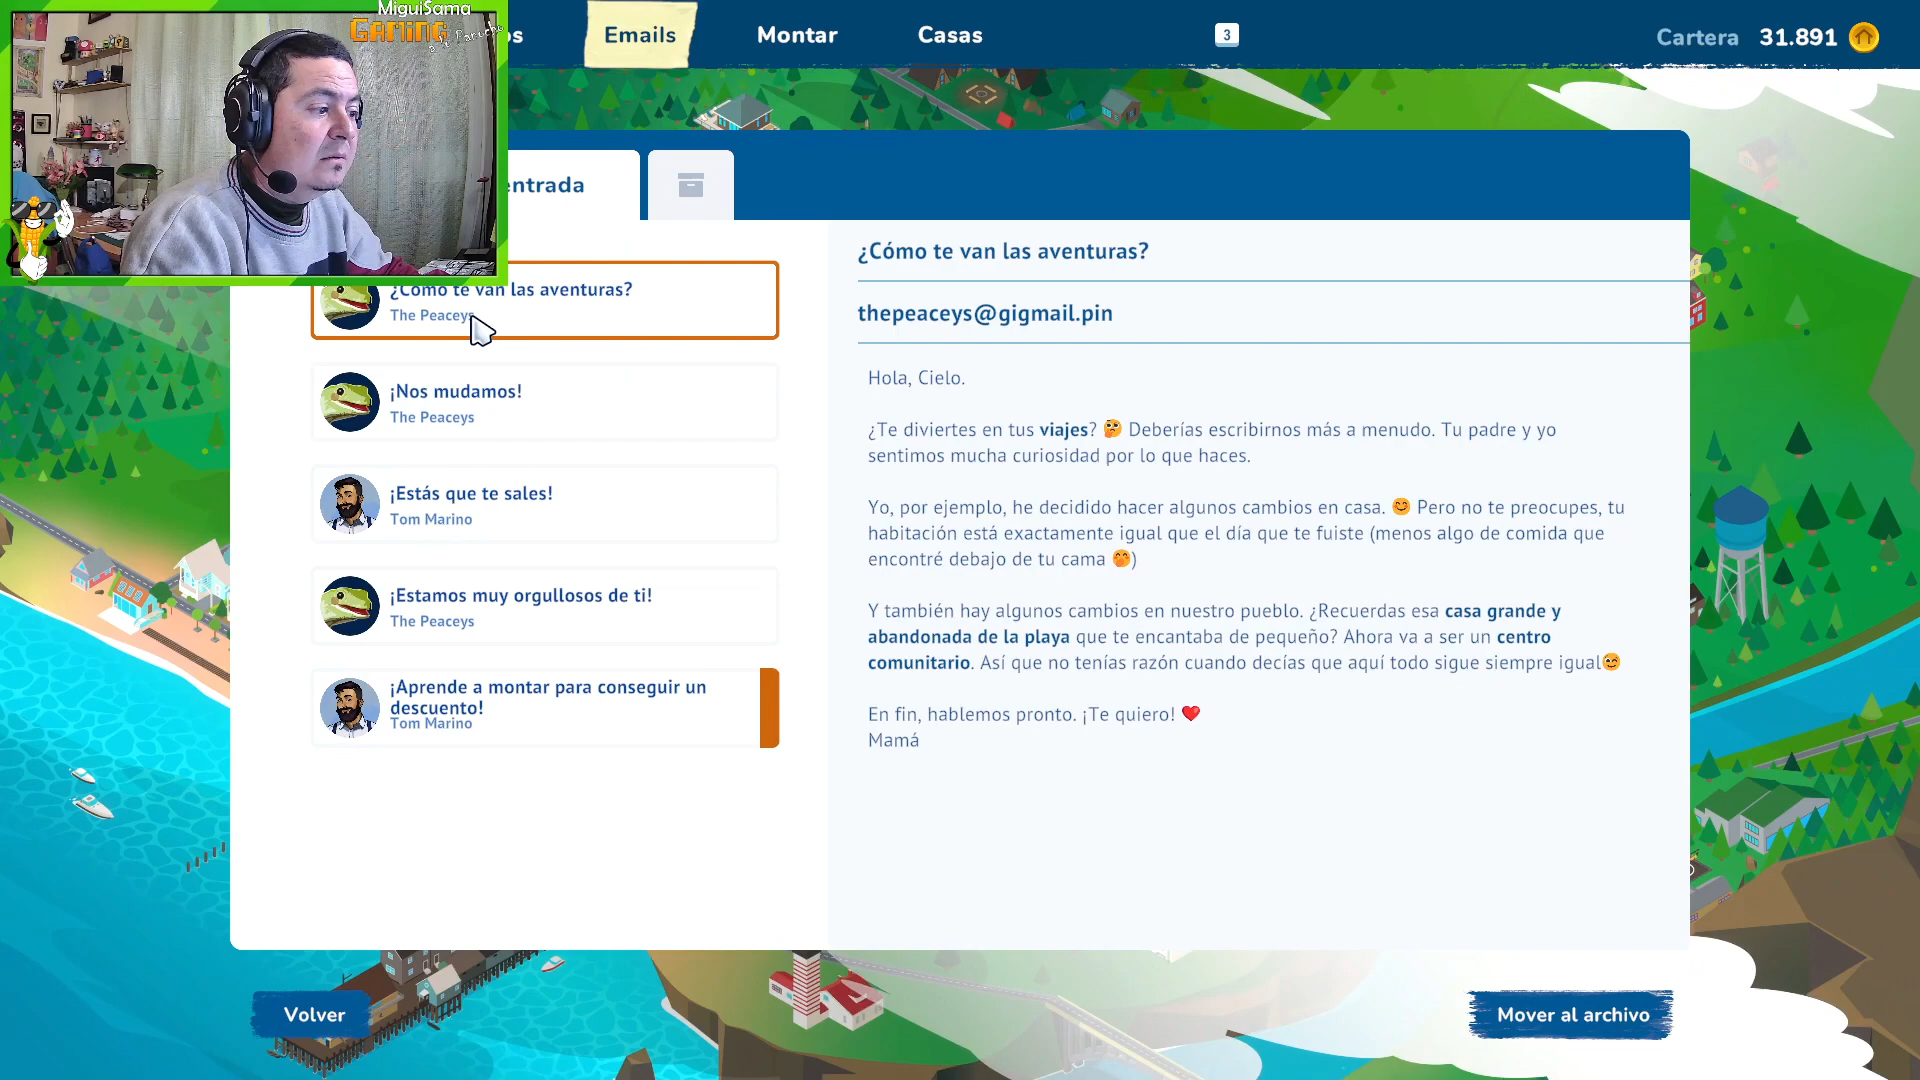 MiguiSama
GAMING
a lo Panucho
os
Emails
Montar
Casas
3
Cartera 31.891
entrada
¿Cómo te van las aventuras?
The Peaceys
¡Nos mudamos!
The Peaceys
¡Estás que te sales!
Tom Marino
¡Estamos muy orgullosos de ti!
The Peaceys
¡Aprende a montar para conseguir un
descuento!
Tom Marino
¿Cómo te van las aventuras?
thepeaceys@gigmail.pin
Hola, Cielo.
¿Te diviertes en tus viajes? 🤔 Deberías escribirnos más a menudo. Tu padre y yo
sentimos mucha curiosidad por lo que haces.
Yo, por ejemplo, he decidido hacer algunos cambios en casa. 😊 Pero no te preocupes, tu
habitación está exactamente igual que el día que te fuiste (menos algo de comida que
encontré debajo de tu cama 🤭)
Y también hay algunos cambios en nuestro pueblo. ¿Recuerdas esa casa grande y
abandonada de la playa que te encantaba de pequeño? Ahora va a ser un centro
comunitario. Así que no tenías razón cuando decías que aquí todo sigue siempre igual😊
En fin, hablemos pronto. ¡Te quiero! ❤️
Mamá
Volver
Mover al archivo